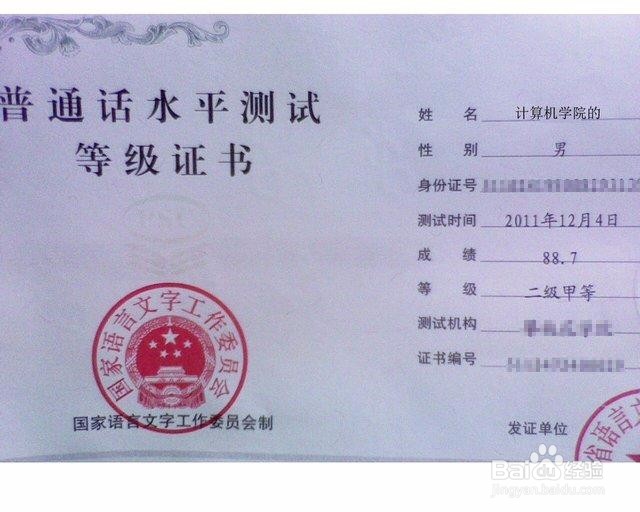 普通话水平测试
等级证书
国家语言文字工作委员会
国家语言文字工作委员会制
姓 名 计算机学院的
性 别 男
身份证号
测试时间 2011年12月4日
成 绩 88.7
等 级 二级甲等
测试机构
证书编号
发证单位
省语言文
Baidu经验
jingyan.baidu.com